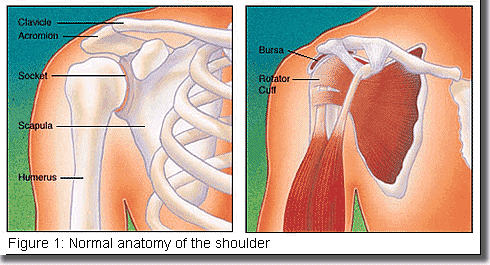 Clavicle
Acromion
Socket
Scapula
Humerus
Bursa
Rotator
Cuff
Figure 1: Normal anatomy of the shoulder